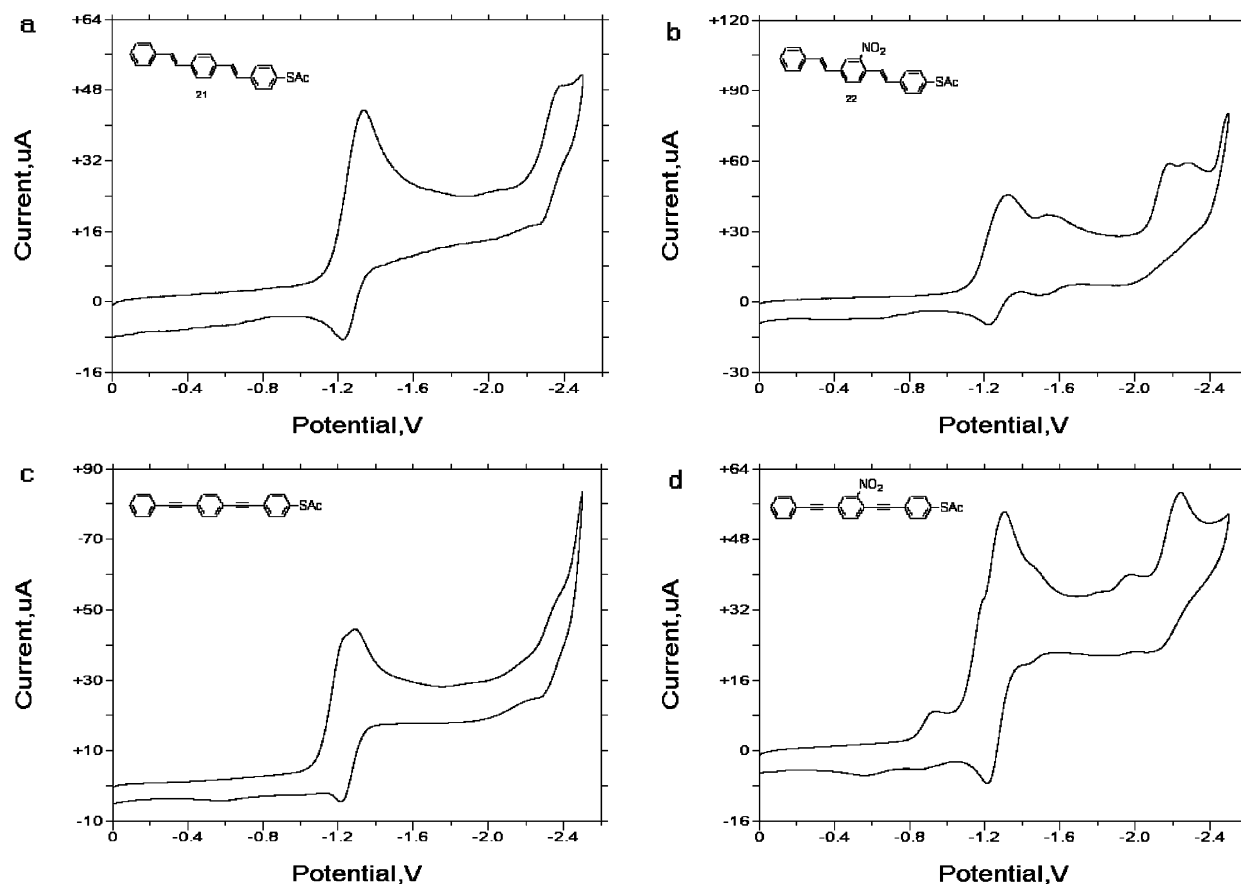 a
+64
+48
+32
+16
0
-16
Current,uA
SAc
21
0 -0.4 -0.8 -1.2 -1.6 -2.0 -2.4
Potential,V
b
+120
+90
+60
+30
0
-30
Current,uA
NO2
SAc
22
0 -0.4 -0.8 -1.2 -1.6 -2.0 -2.4
Potential,V
c
+90
-70
+50
+30
+10
-10
Current,uA
SAc
0 -0.4 -0.8 -1.2 -1.6 -2.0 -2.4
Potential,V
d
+64
+48
+32
+16
0
-16
Current,uA
NO2
SAc
0 -0.4 -0.8 -1.2 -1.6 -2.0 -2.4
Potential,V